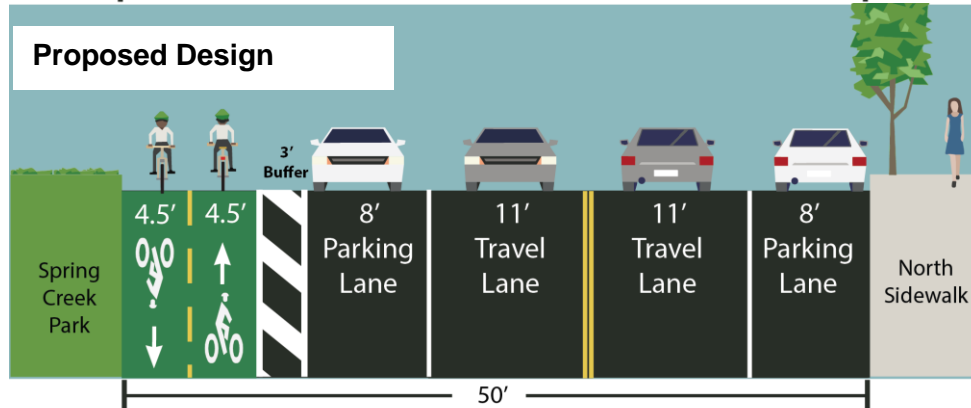 Proposed Design
3’
Buffer
4.5’
4.5’
8’
Parking
Lane
11’
Travel
Lane
11’
Travel
Lane
8’
Parking
Lane
Spring
Creek
Park
North
Sidewalk
50’